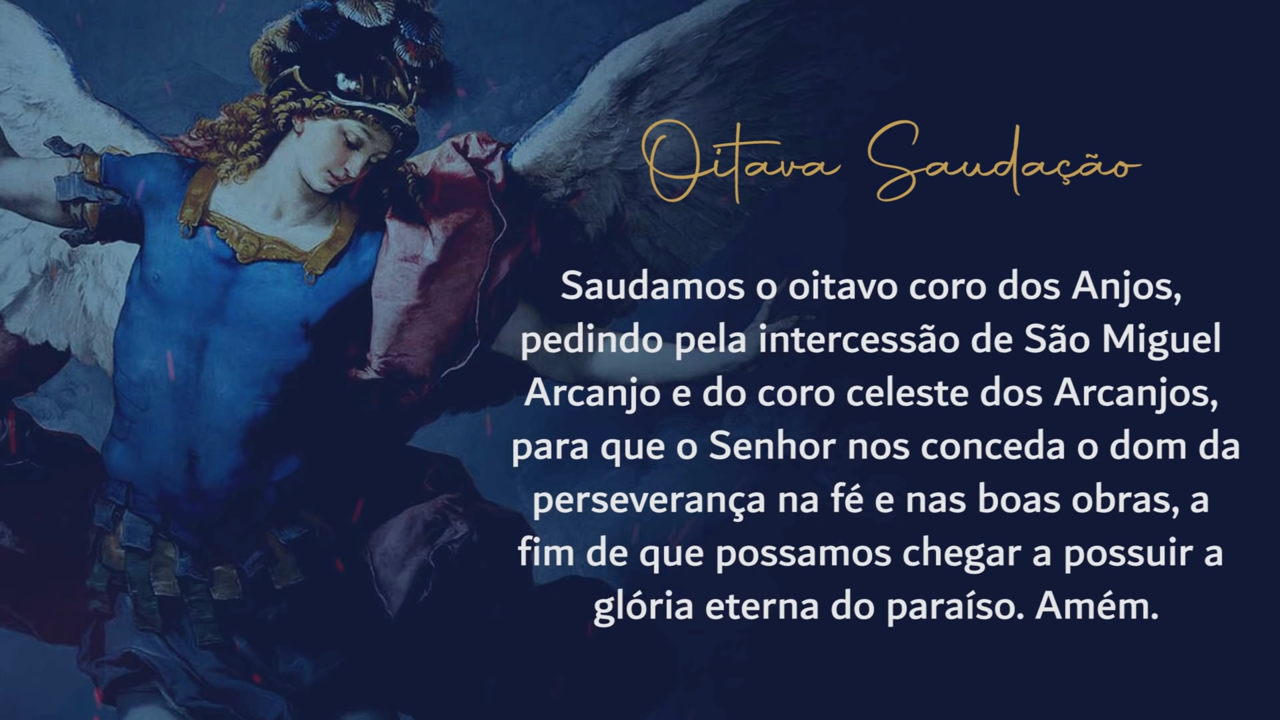 Oitava Saudação
Saudamos o oitavo coro dos Anjos,
pedindo pela intercessão de São Miguel
Arcanjo e do coro celeste dos Arcanjos,
para que o Senhor nos conceda o dom da
perseverança na fé e nas boas obras, a
fim de que possamos chegar a possuir a
glória eterna do paraíso. Amém.